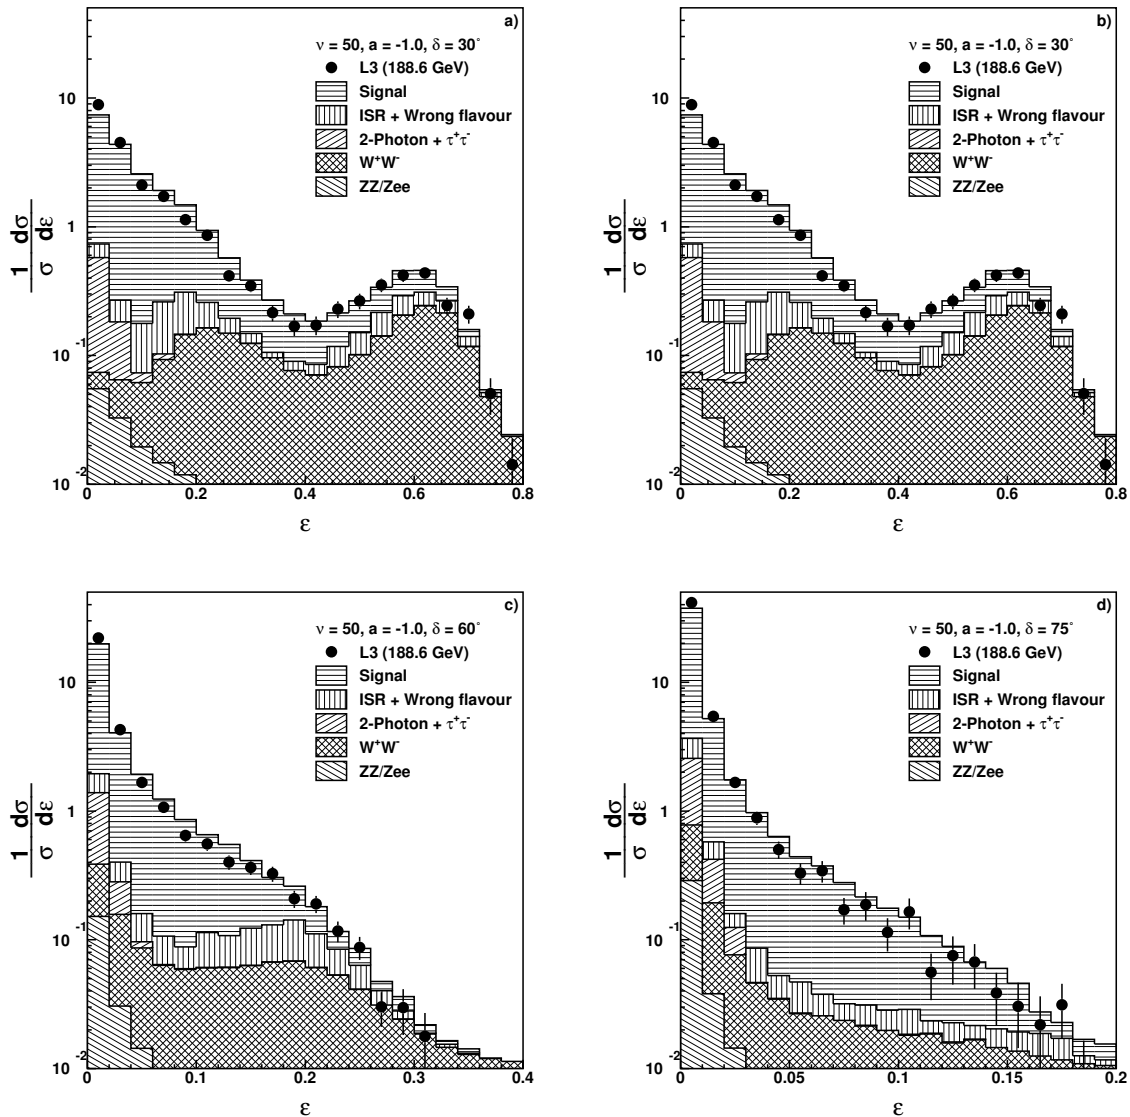 a)
ν = 50, a = -1.0, δ = 30°
L3 (188.6 GeV)
Signal
ISR + Wrong flavour
2-Photon + τ⁺τ⁻
W⁺W⁻
ZZ/Zee
10
1
10⁻¹
10⁻²
1/σ dσ/dε
0 0.2 0.4 0.6 0.8
ε
b)
ν = 50, a = -1.0, δ = 30°
L3 (188.6 GeV)
Signal
ISR + Wrong flavour
2-Photon + τ⁺τ⁻
W⁺W⁻
ZZ/Zee
10
1
10⁻¹
10⁻²
1/σ dσ/dε
0 0.2 0.4 0.6 0.8
ε
c)
ν = 50, a = -1.0, δ = 60°
L3 (188.6 GeV)
Signal
ISR + Wrong flavour
2-Photon + τ⁺τ⁻
W⁺W⁻
ZZ/Zee
10
1
10⁻¹
10⁻²
1/σ dσ/dε
0 0.1 0.2 0.3 0.4
ε
d)
ν = 50, a = -1.0, δ = 75°
L3 (188.6 GeV)
Signal
ISR + Wrong flavour
2-Photon + τ⁺τ⁻
W⁺W⁻
ZZ/Zee
10
1
10⁻¹
10⁻²
1/σ dσ/dε
0 0.05 0.1 0.15 0.2
ε